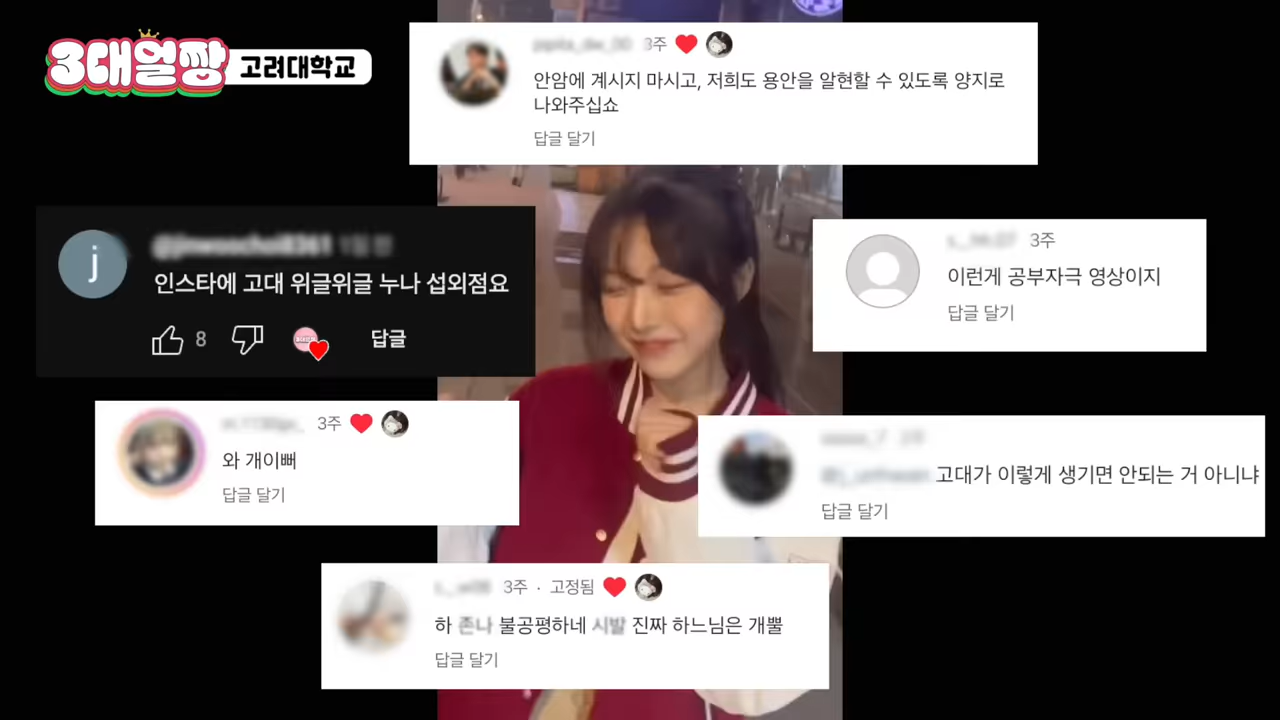 3대얼짱 고려대학교
3주
안암에 계시지 마시고, 저희도 용안을 알현할 수 있도록 양지로
나와주십쇼
답글 달기
j
인스타에 고대 위글위글 누나 섭외점요
8
답글
3주
이런게 공부자극 영상이지
답글 달기
3주
와 개이뻐
답글 달기
고대가 이렇게 생기면 안되는 거 아니냐
답글 달기
3주 · 고정됨
하 존나 불공평하네 시발 진짜 하느님은 개뿔
답글 달기